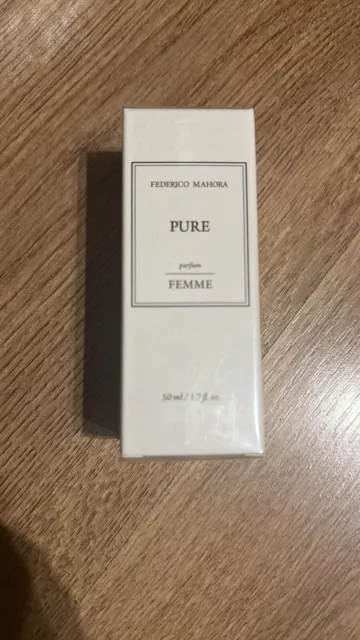 FEDERICO MAHORA
PURE
parfum
FEMME
50 ml / 1.7 fl. oz